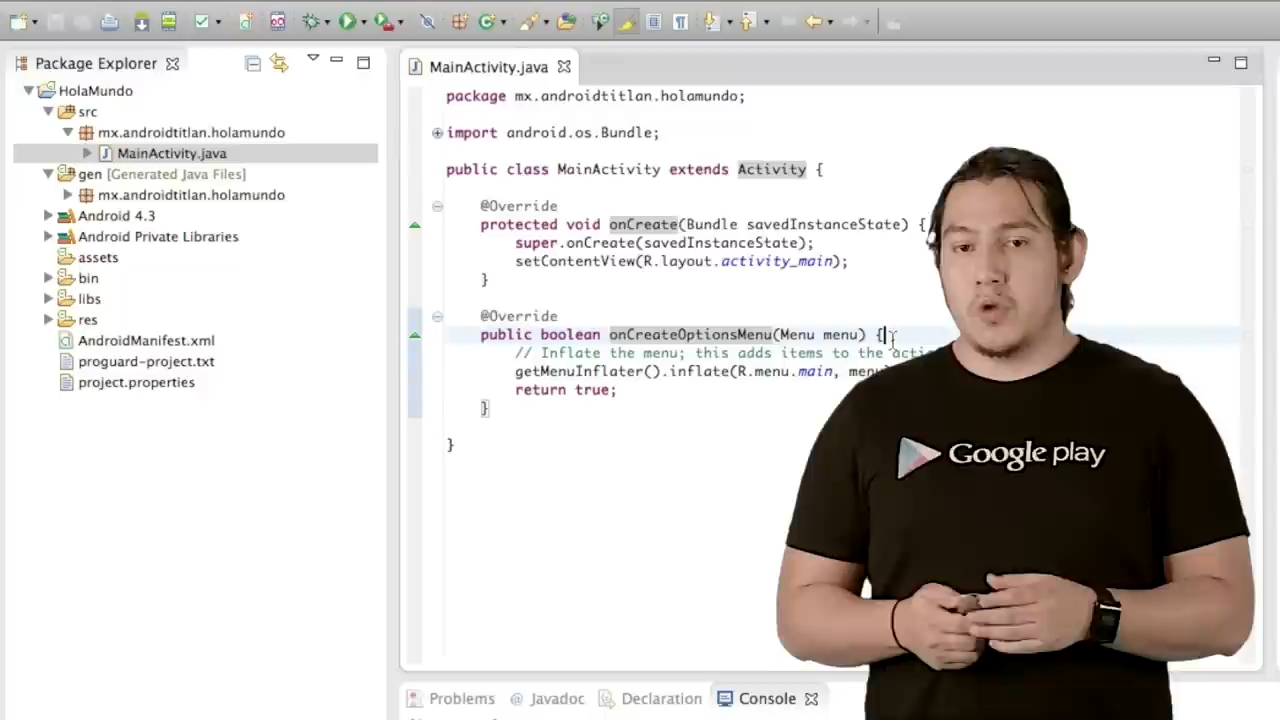 Package Explorer
HolaMundo
src
mx.androidtitlan.holamundo
MainActivity.java
gen [Generated Java Files]
mx.androidtitlan.holamundo
Android 4.3
Android Private Libraries
assets
bin
libs
res
AndroidManifest.xml
proguard-project.txt
project.properties
MainActivity.java
package mx.androidtitlan.holamundo;
import android.os.Bundle;
public class MainActivity extends Activity {
@Override
protected void onCreate(Bundle savedInstanceState) {
super.onCreate(savedInstanceState);
setContentView(R.layout.activity_main);
}
@Override
public boolean onCreateOptionsMenu(Menu menu) {
// Inflate the menu; this adds items to the
getMenuInflater().inflate(R.menu.main, menu
return true;
}
}
Google play
Problems
@ Javadoc
Declaration
Console